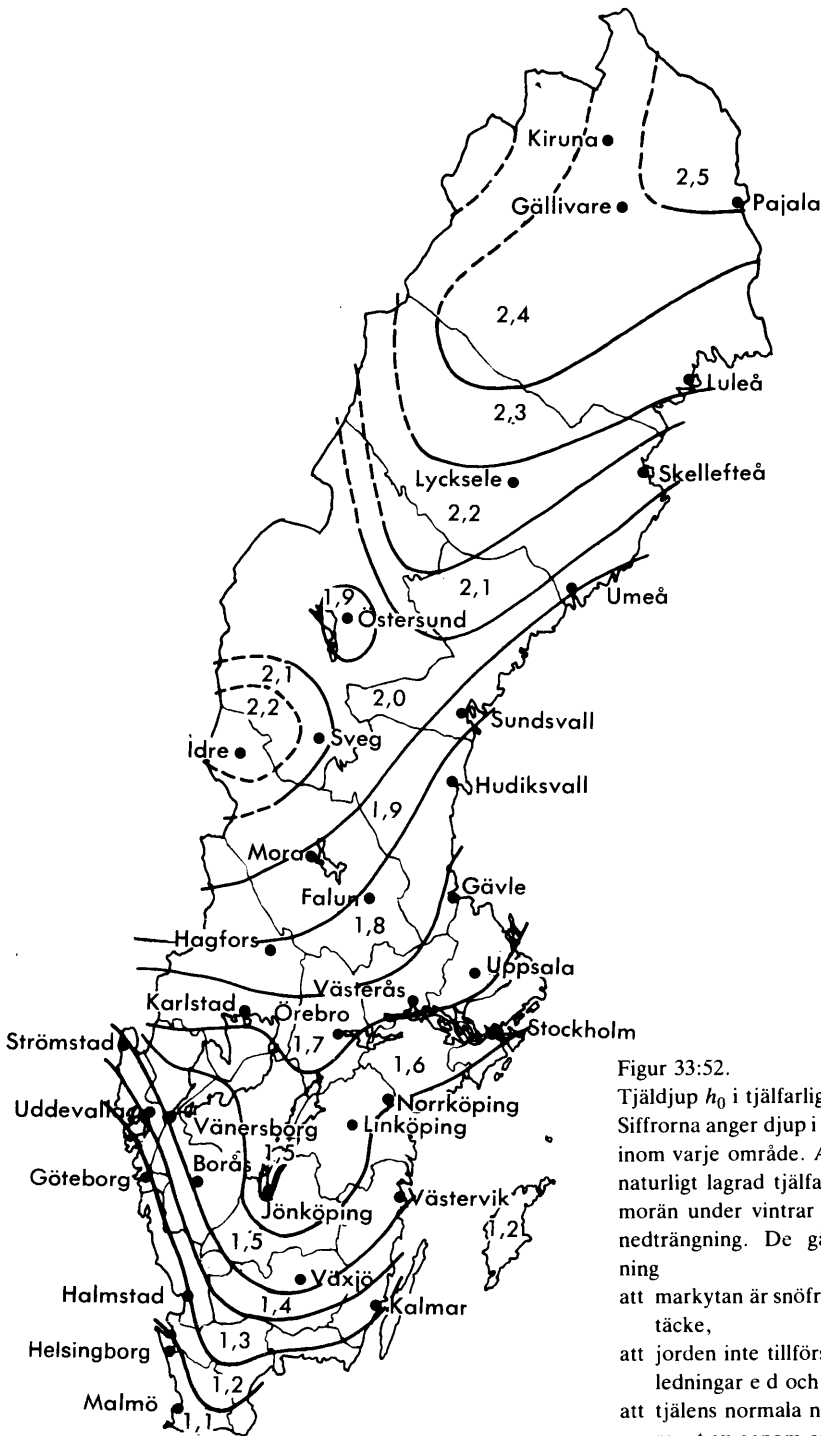 Kiruna
2,5
Gällivare
Pajala
2,4
Luleå
2,3
Lycksele
Skellefteå
2,2
2,1
1,9
Umeå
Östersund
2,1
2,0
2,2
Sundsvall
Sveg
Idre
Hudiksvall
1,9
Mora
Gävle
Falun
1,8
Hagfors
Uppsala
Västerås
Karlstad
Örebro
Stockholm
Strömstad
1,7
1,6
Norrköping
Uddevalla
Vänersborg
Linköping
1,5
Göteborg
Borås
Västervik
Jönköping
1,2
1,5
Växjö
Halmstad
1,4
Kalmar
1,3
Helsingborg
1,2
Malmö
1,1
Figur 33:52.
Tjäldjup h₀ i tjälfarlig
Siffrorna anger djup i
inom varje område. A
naturligt lagrad tjälfa
morän under vintrar
nedträngning. De gä
ning
att markytan är snöfr
täcke,
att jorden inte tillförs
ledningar e d och
att tjälens normala n